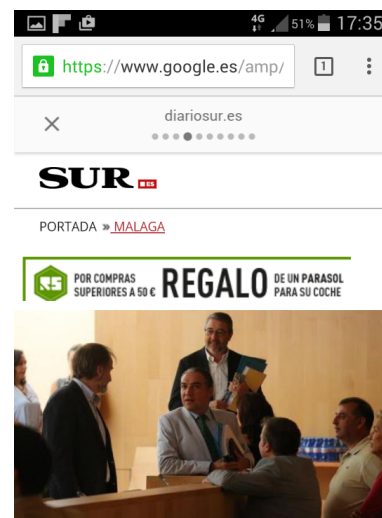 4G 51% 17:35
https://www.google.es/amp/ 1
diariosur.es
SUR.ES
PORTADA » MALAGA
POR COMPRAS
SUPERIORES A 50 €
REGALO
DE UN PARASOL
PARA SU COCHE